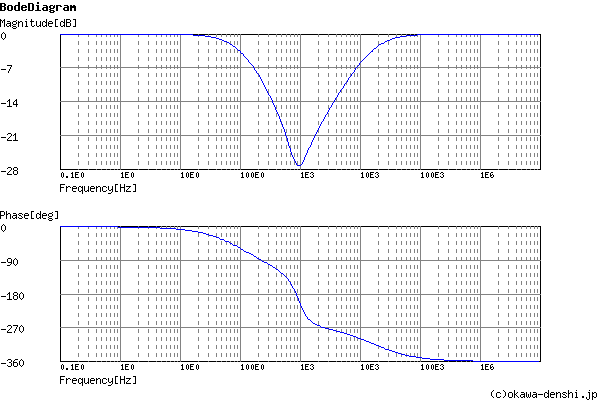 BodeDiagram
Magnitude[dB]
0
-7
-14
-21
-28
0.1E0 1E0 10E0 100E0 1E3 10E3 100E3 1E6
Frequency[Hz]
Phase[deg]
0
-90
-180
-270
-360
0.1E0 1E0 10E0 100E0 1E3 10E3 100E3 1E6
Frequency[Hz]
(c)okawa-denshi.jp